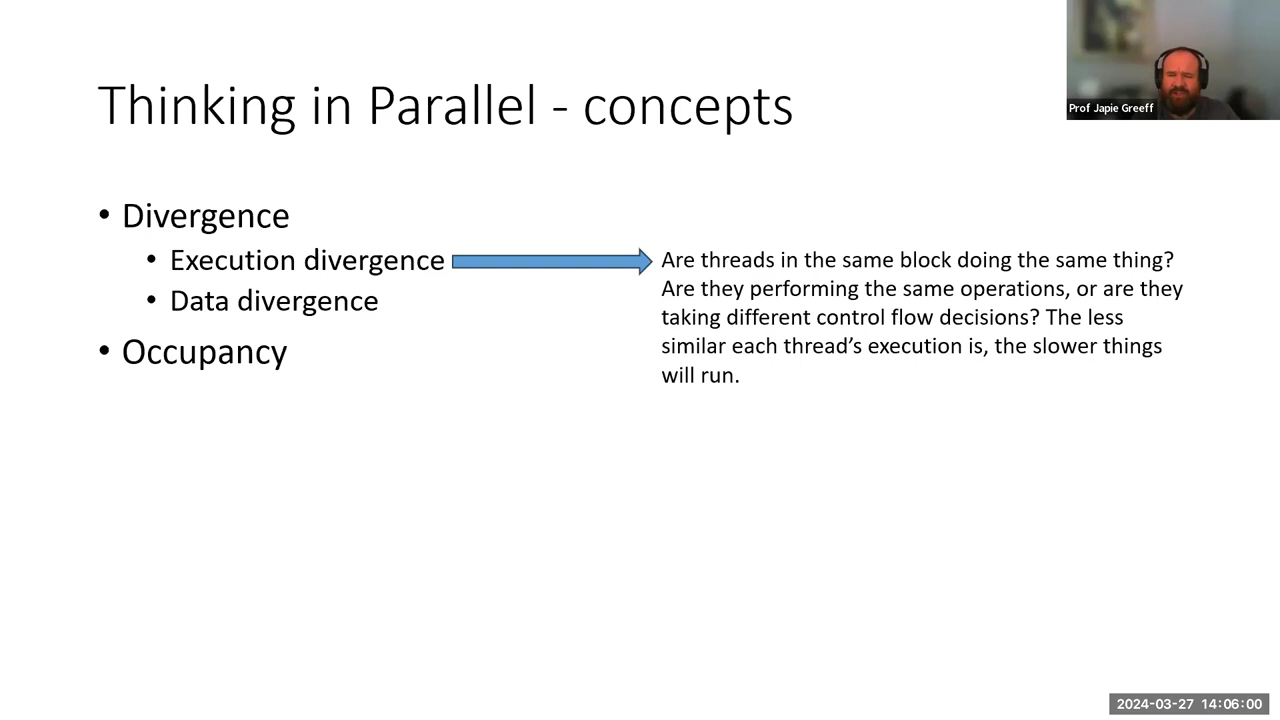 Prof Japie Greeff
Thinking in Parallel - concepts
• Divergence
• Execution divergence
• Data divergence
• Occupancy
Are threads in the same block doing the same thing?
Are they performing the same operations, or are they
taking different control flow decisions? The less
similar each thread’s execution is, the slower things
will run.
2024-03-27 14:06:00